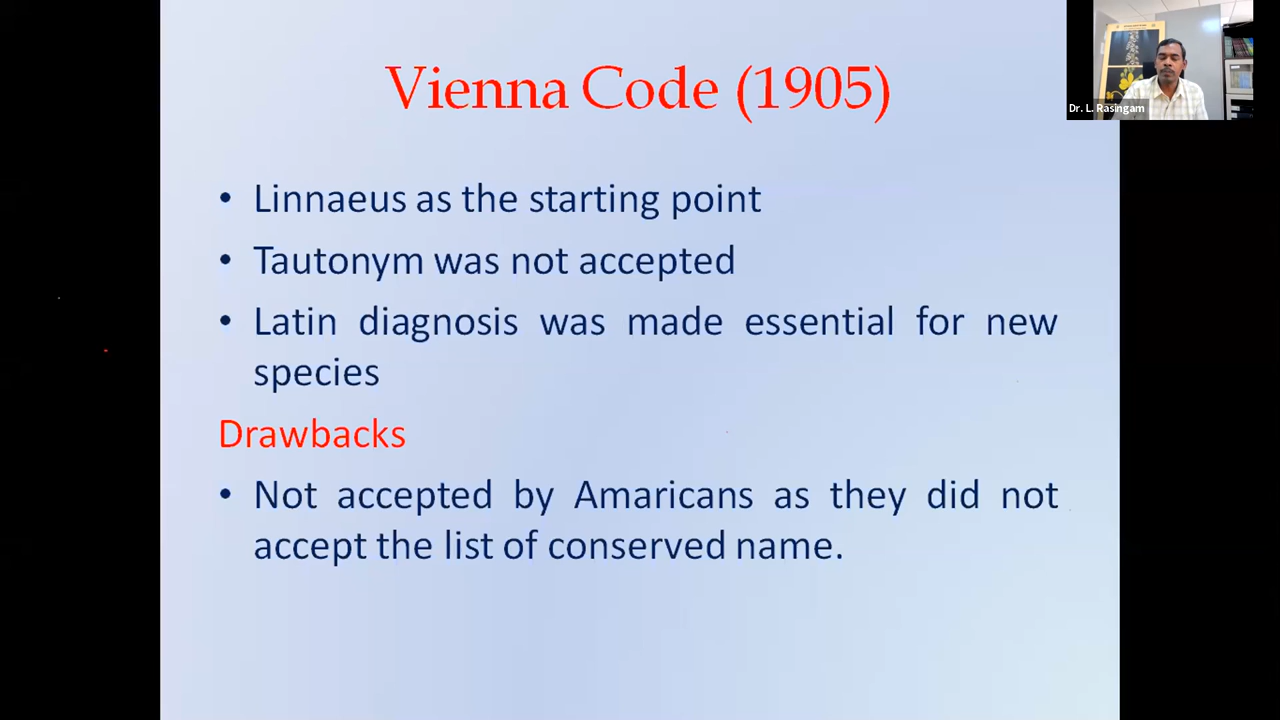 Vienna Code (1905)
Dr. L. Rasingam
• Linnaeus as the starting point
• Tautonym was not accepted
• Latin diagnosis was made essential for new
species
Drawbacks
• Not accepted by Amaricans as they did not
accept the list of conserved name.